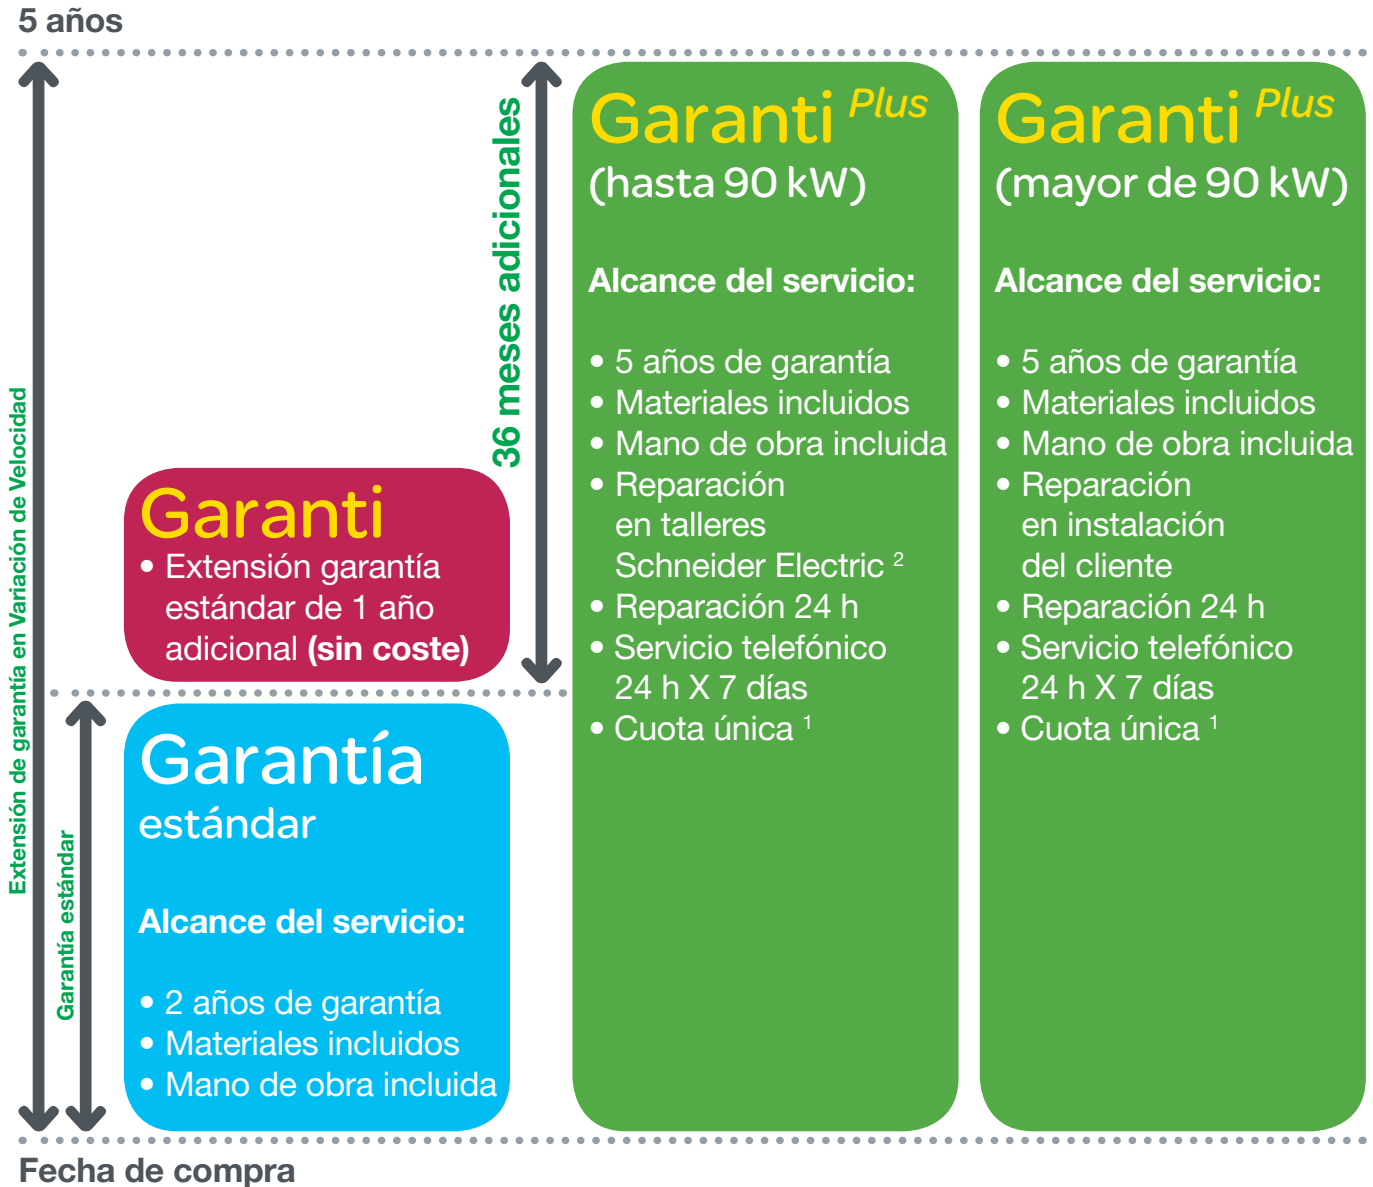 5 años
Extensión de garantía en Variación de Velocidad
Garantía estándar
36 meses adicionales
Garanti
• Extensión garantía
estándar de 1 año
adicional (sin coste)
Garantía
estándar
Alcance del servicio:
• 2 años de garantía
• Materiales incluidos
• Mano de obra incluida
Garanti Plus
(hasta 90 kW)
Alcance del servicio:
• 5 años de garantía
• Materiales incluidos
• Mano de obra incluida
• Reparación
en talleres
Schneider Electric ²
• Reparación 24 h
• Servicio telefónico
24 h X 7 días
• Cuota única ¹
Garanti Plus
(mayor de 90 kW)
Alcance del servicio:
• 5 años de garantía
• Materiales incluidos
• Mano de obra incluida
• Reparación
en instalación
del cliente
• Reparación 24 h
• Servicio telefónico
24 h X 7 días
• Cuota única ¹
Fecha de compra